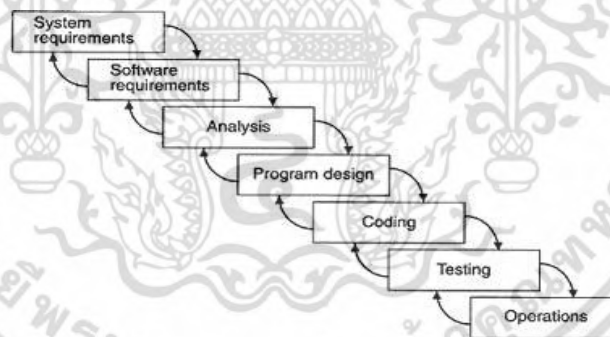 System
requirements
Software
requirements
Analysis
Program design
Coding
Testing
Operations